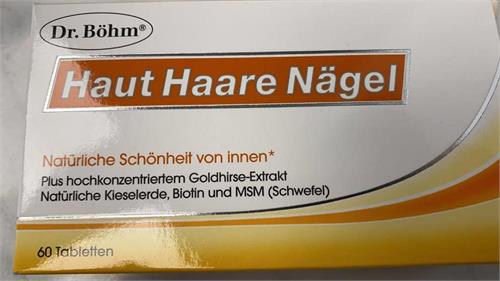 Dr. Böhm®
Haut Haare Nägel
Natürliche Schönheit von innen*
Plus hochkonzentriertem Goldhirse-Extrakt
Natürliche Kieselerde, Biotin und MSM (Schwefel)
60 Tabletten